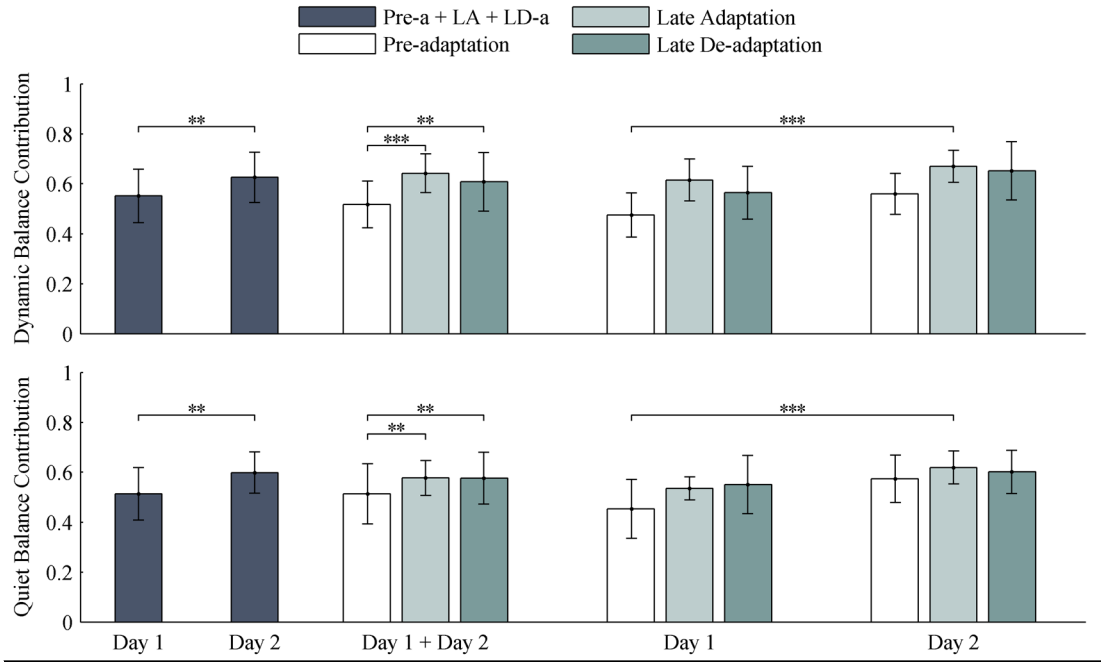 Pre-a + LA + LD-a
Late Adaptation
Pre-adaptation
Late De-adaptation
Dynamic Balance Contribution
1
0.8
0.6
0.4
0.2
0
**
**
***
***
Quiet Balance Contribution
1
0.8
0.6
0.4
0.2
0
**
**
**
***
Day 1
Day 2
Day 1 + Day 2
Day 1
Day 2